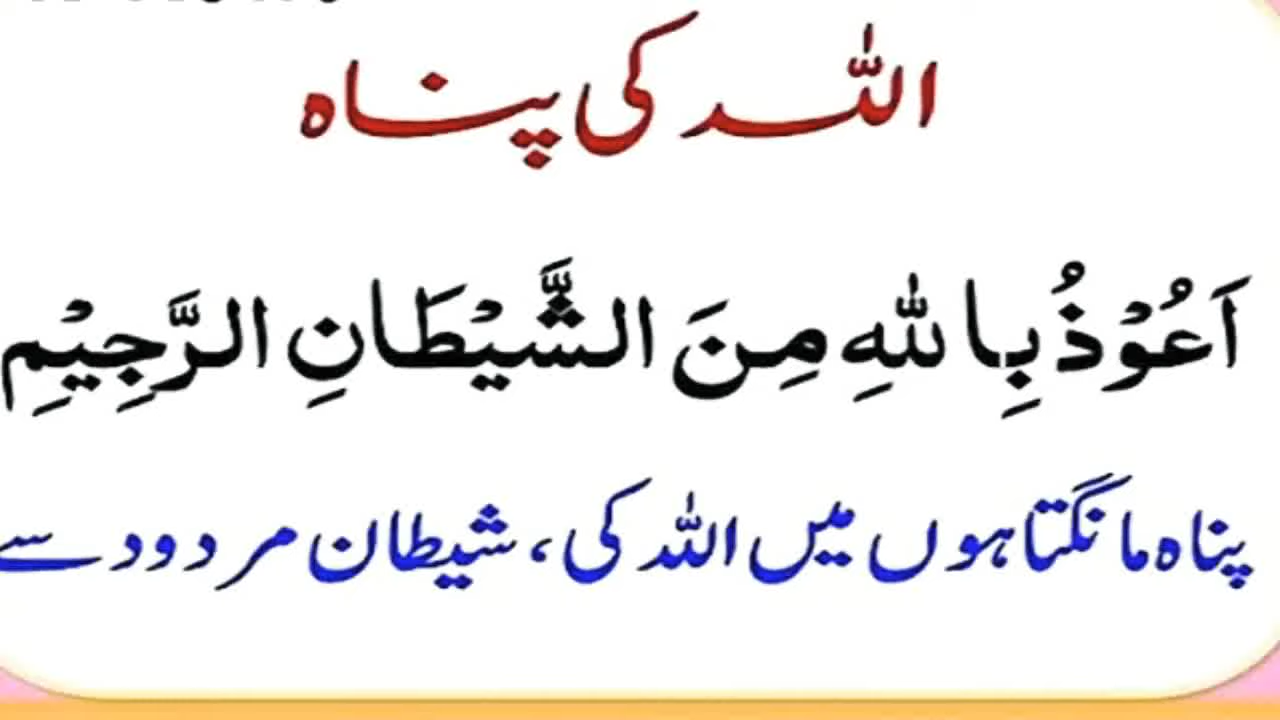 اللہ کی پناہ
اَعُوْذُ بِاللّٰهِ مِنَ الشَّيْطَانِ الرَّجِيْمِ
پناہ مانگتا ہوں میں اللہ کی، شیطان مردود سے